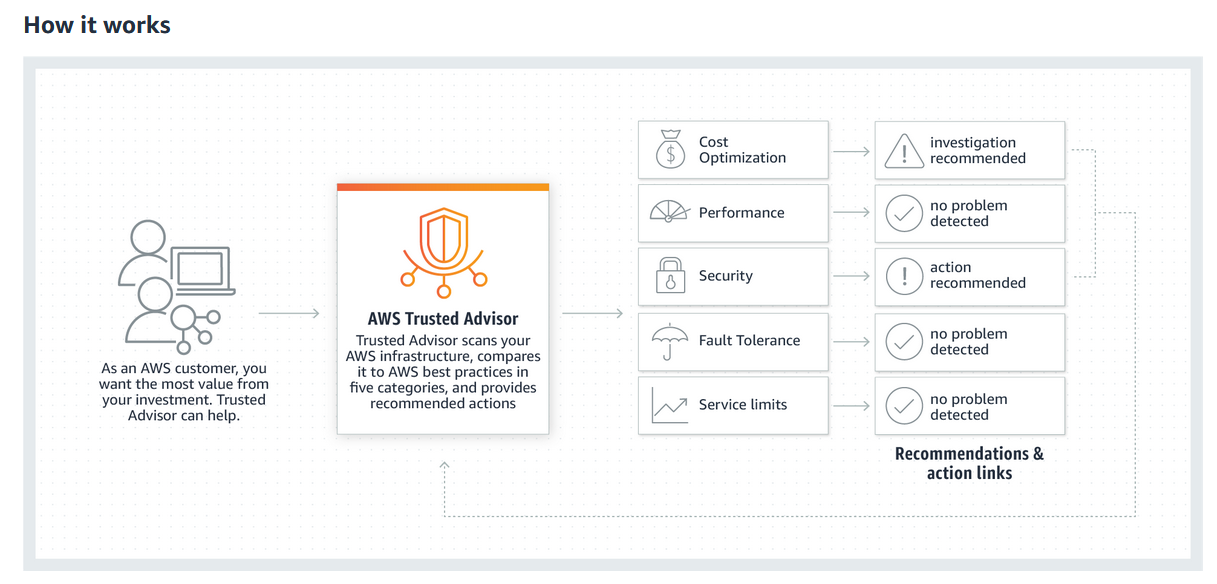 How it works
As an AWS customer, you
want the most value from
your investment. Trusted
Advisor can help.
AWS Trusted Advisor
Trusted Advisor scans your
AWS infrastructure, compares
it to AWS best practices in
five categories, and provides
recommended actions
Cost
Optimization
investigation
recommended
Performance
no problem
detected
Security
action
recommended
Fault Tolerance
no problem
detected
Service limits
no problem
detected
Recommendations &
action links